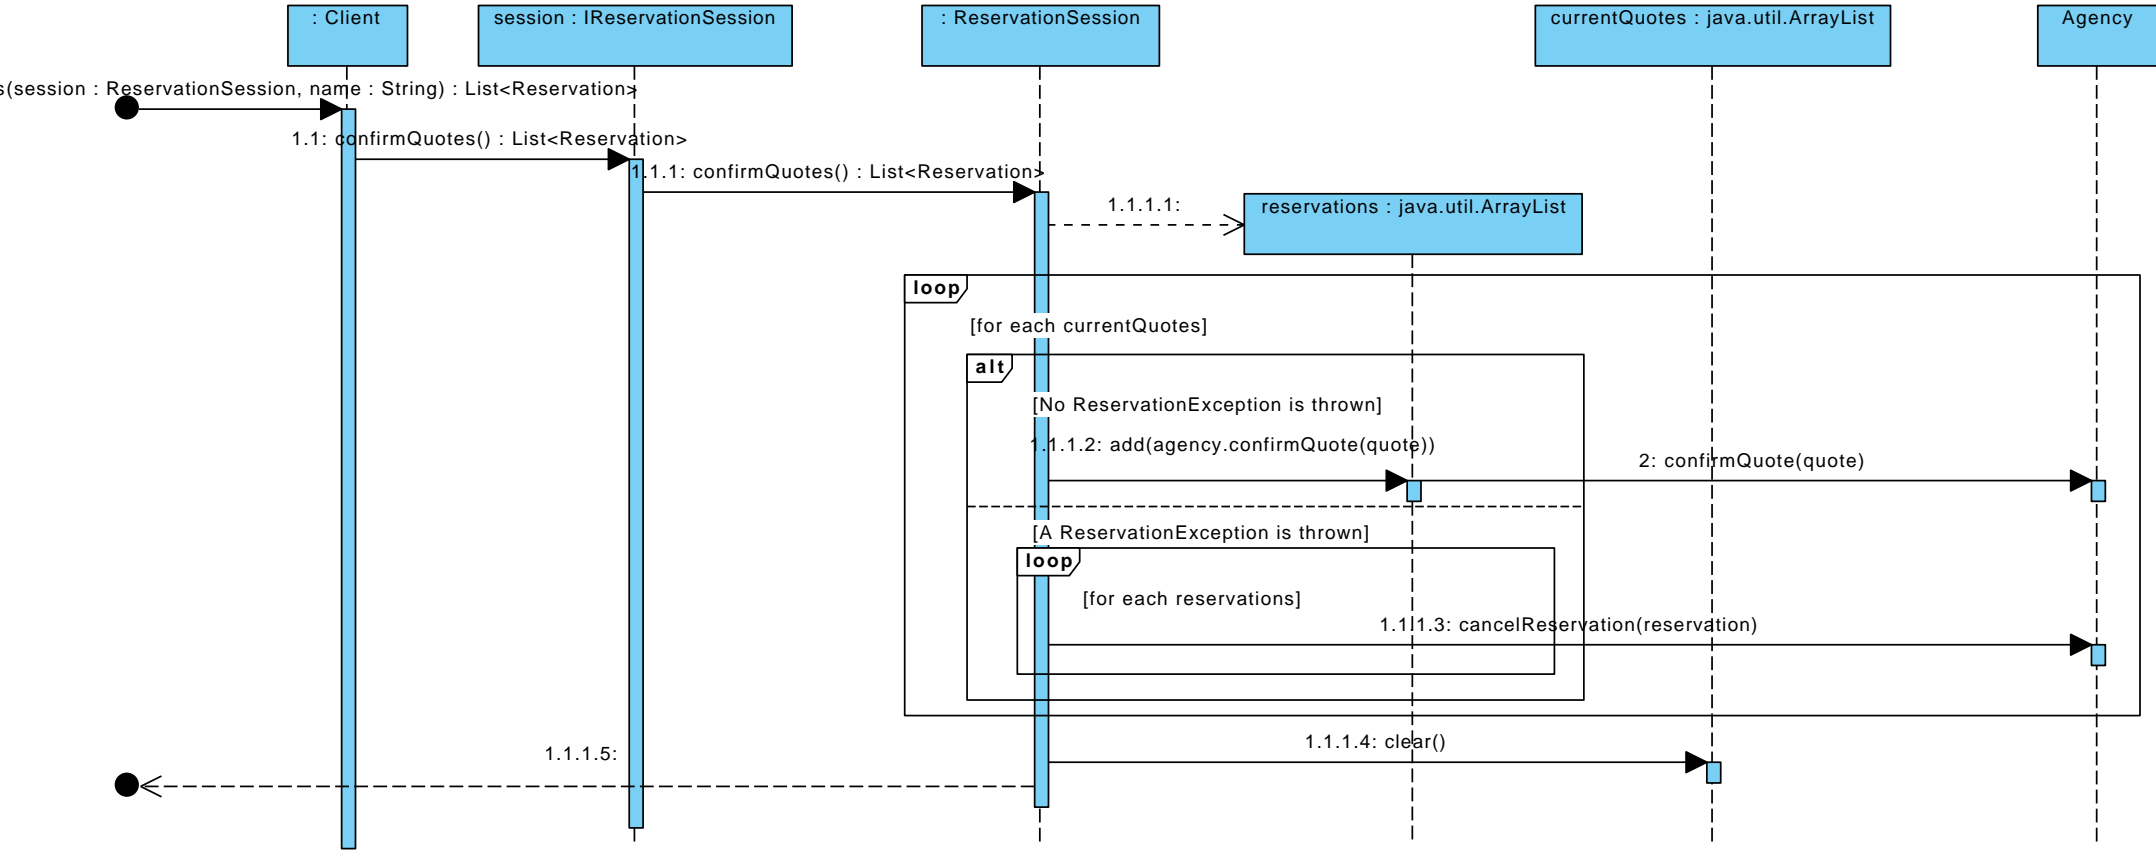 : Client
session : IReservationSession
: ReservationSession
currentQuotes : java.util.ArrayList
Agency
s(session : ReservationSession, name : String) : List<Reservation>
1.1: confirmQuotes() : List<Reservation>
1.1.1: confirmQuotes() : List<Reservation>
1.1.1.1:
reservations : java.util.ArrayList
loop
[for each currentQuotes]
alt
[No ReservationException is thrown]
1.1.1.2: add(agency.confirmQuote(quote))
2: confirmQuote(quote)
[A ReservationException is thrown]
loop
[for each reservations]
1.1.1.3: cancelReservation(reservation)
1.1.1.4: clear()
1.1.1.5: